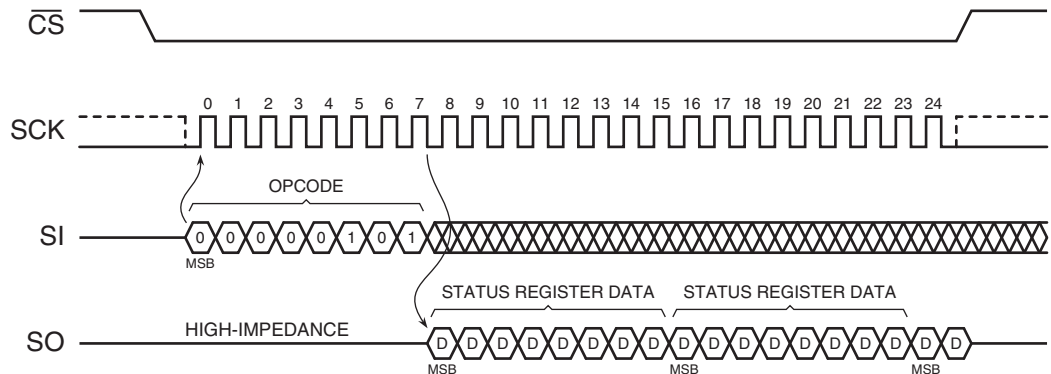 CS
0 1 2 3 4 5 6 7 8 9 10 11 12 13 14 15 16 17 18 19 20 21 22 23 24
SCK
OPCODE
SI 0 0 0 0 0 1 0 1
MSB
STATUS REGISTER DATA STATUS REGISTER DATA
HIGH-IMPEDANCE
SO D D D D D D D D D D D D D D D D D D
MSB MSB MSB